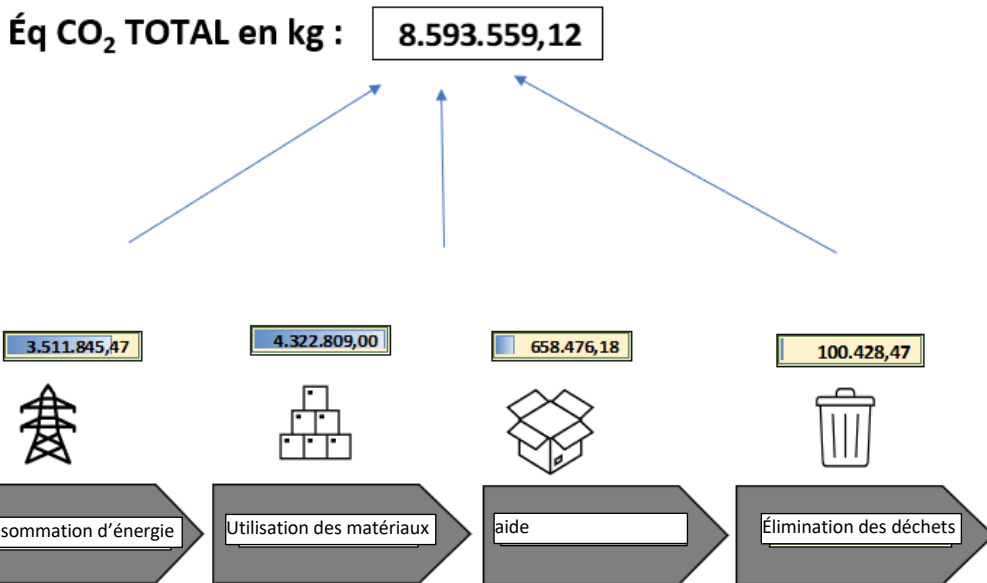 Éq CO₂ TOTAL en kg : 8.593.559,12
3.511.845,47
4.322.809,00
658.476,18
100.428,47
sommation d’énergie
Utilisation des matériaux
aide
Élimination des déchets